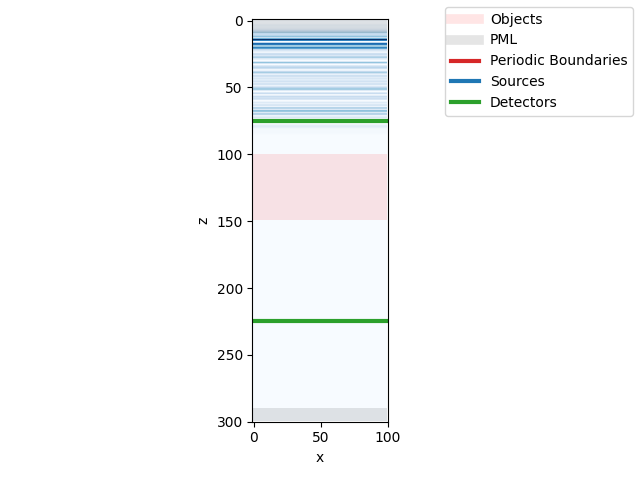 Objects
PML
Periodic Boundaries
Sources
Detectors
0
50
100
150
200
250
300
z
0
50
100
x